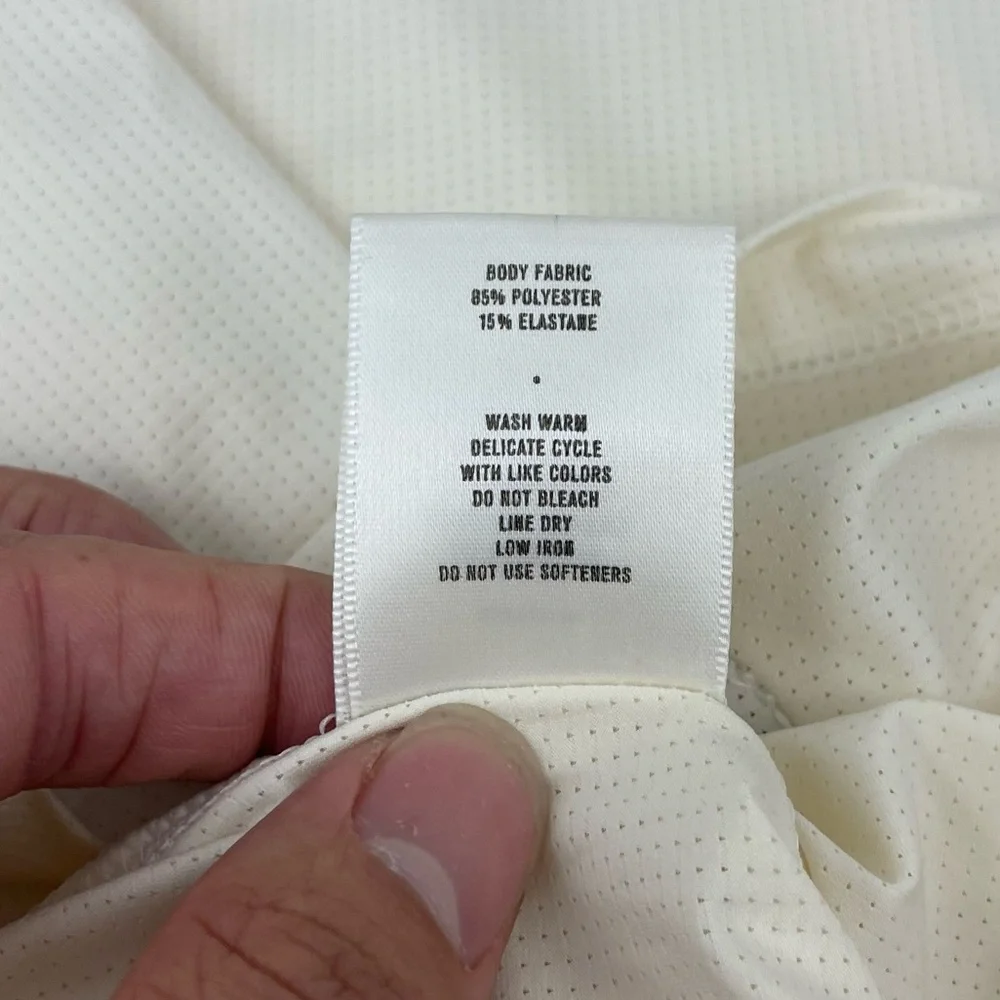 BODY FABRIC
85% POLYESTER
15% ELASTANE
WASH WARM
DELICATE CYCLE
WITH LIKE COLORS
DO NOT BLEACH
LINE DRY
LOW IRON
DO NOT USE SOFTENERS